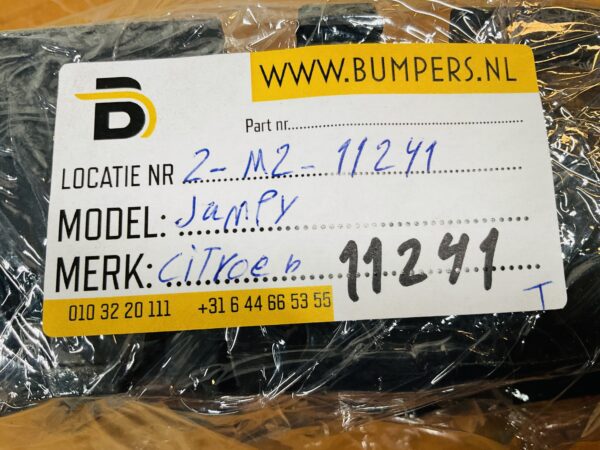 B
WWW.BUMPERS.NL
Part nr.
LOCATIE NR 2-M2-11241
MODEL: Jumpy
MERK: CiTroen 11241
010 32 20 111 +31 6 44 66 53 55 T